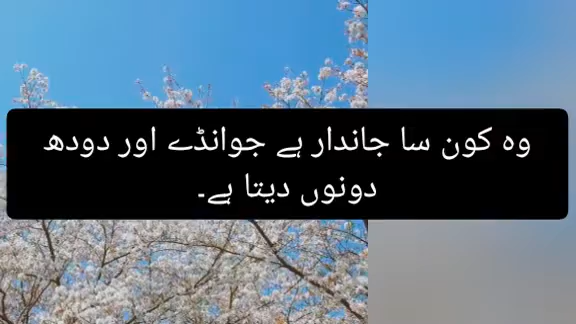 وہ کون سا جاندار ہے جوانڈے اور دودھ
دونوں دیتا ہے۔